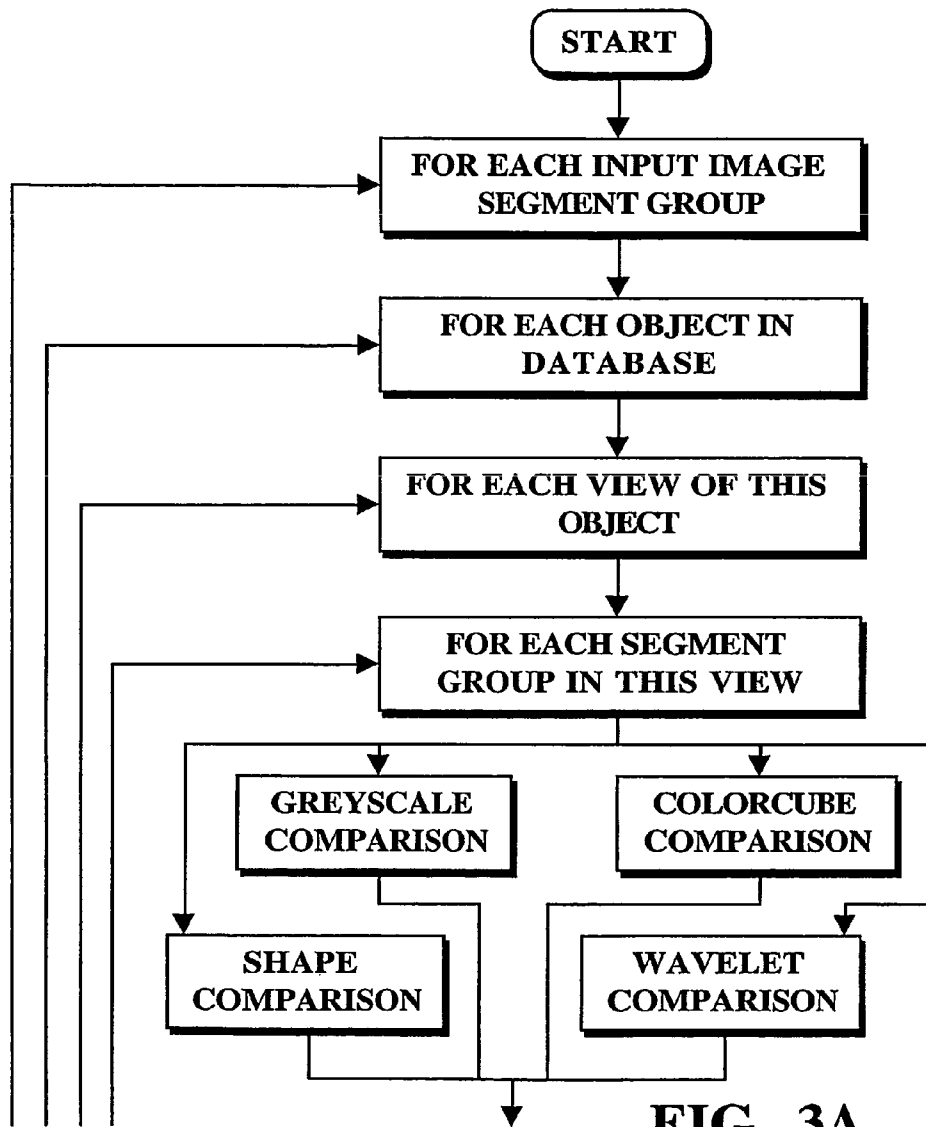 START
FOR EACH INPUT IMAGE
SEGMENT GROUP
FOR EACH OBJECT IN
DATABASE
FOR EACH VIEW OF THIS
OBJECT
FOR EACH SEGMENT
GROUP IN THIS VIEW
GREYSCALE
COMPARISON
COLORCUBE
COMPARISON
SHAPE
COMPARISON
WAVELET
COMPARISON
FIG. 3A